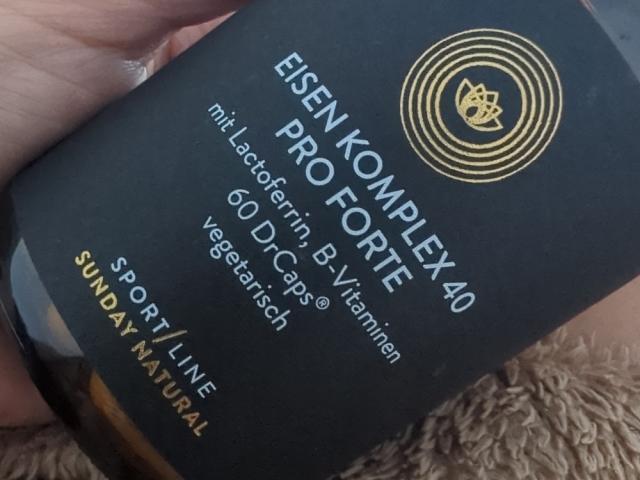 EISEN KOMPLEX 40
PRO FORTE
mit Lactoferrin, B-Vitaminen
60 DrCaps®
vegetarisch
SPORT/LINE
SUNDAY NATURAL